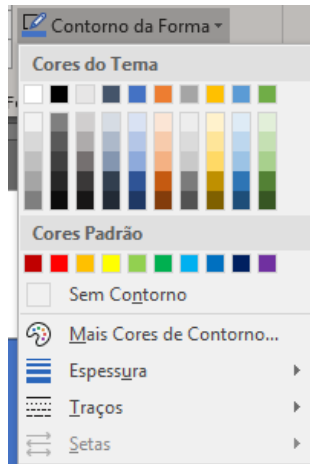 Contorno da Forma
Cores do Tema
Cores Padrão
Sem Contorno
Mais Cores de Contorno...
Espessura
Traços
Setas